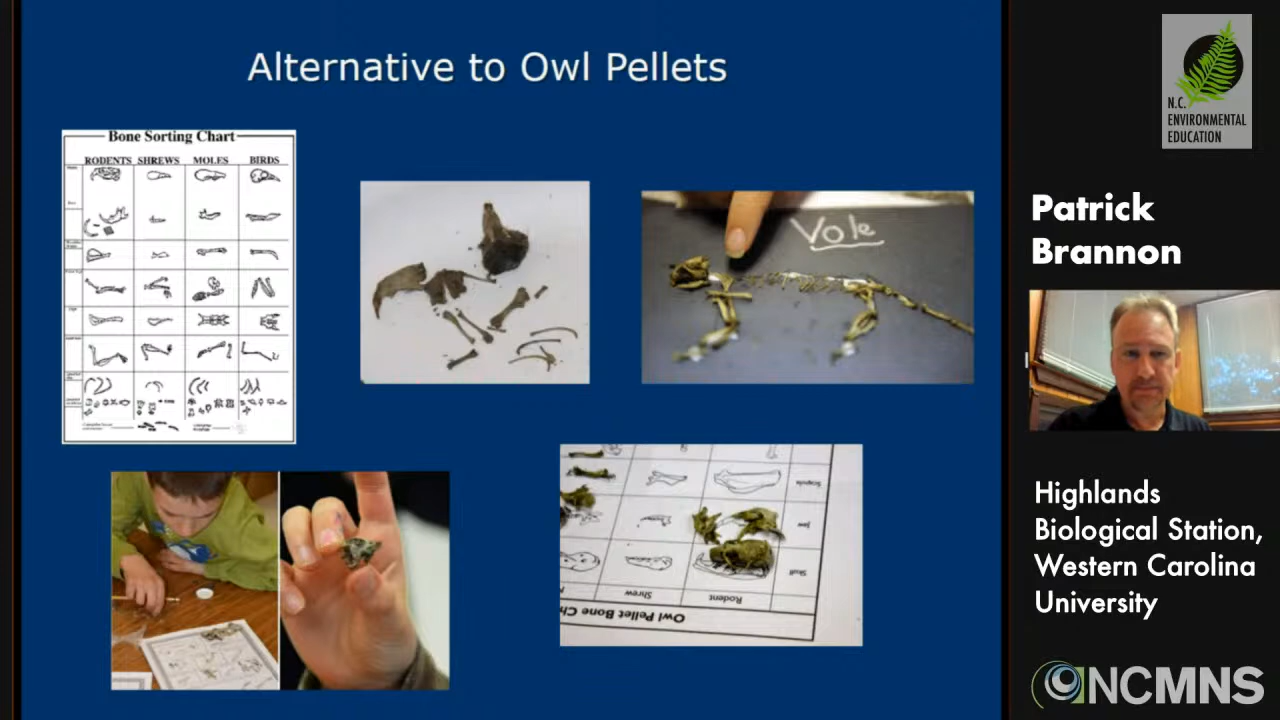 Alternative to Owl Pellets
Bone Sorting Chart
RODENTS SHREWS MOLES BIRDS
Vole
Scapula
Jaw
Skull
Shrew
Rodent
Owl Pellet Bone Ch
N.C.
ENVIRONMENTAL
EDUCATION
Patrick
Brannon
Highlands
Biological Station,
Western Carolina
University
NCMNS